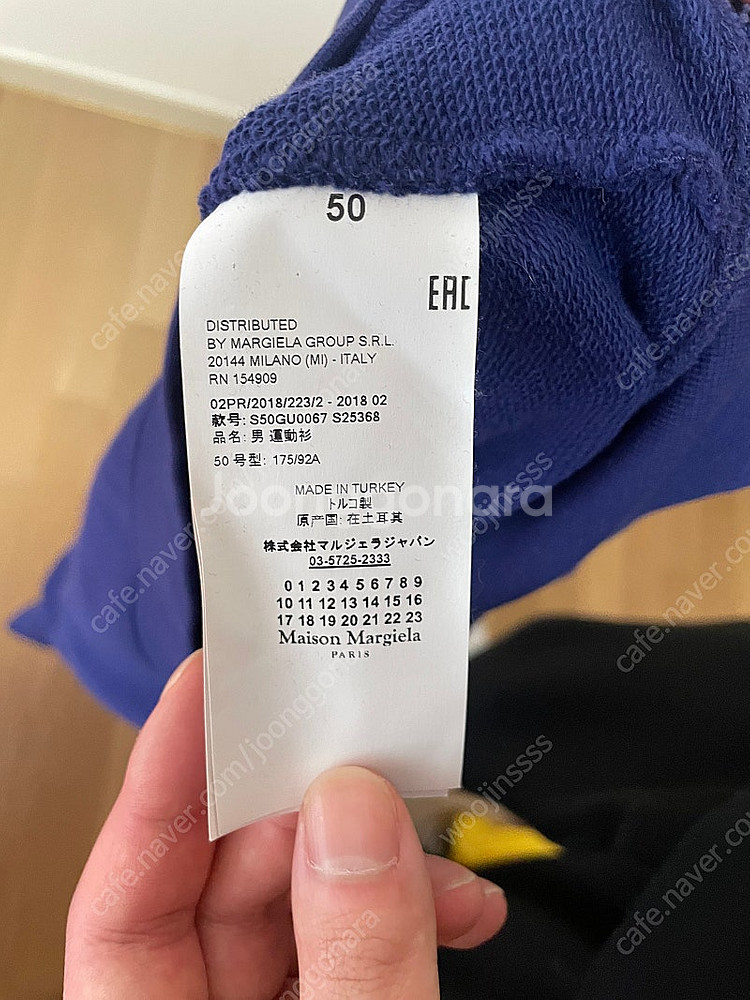 50
EAC
DISTRIBUTED
BY MARGIELA GROUP S.R.L.
20144 MILANO (MI) - ITALY
RN 154909
02PR/2018/223/2 - 2018 02
款号: S50GU0067 S25368
品名: 男 運動衫
50 号型: 175/92A
MADE IN TURKEY
トルコ製
原产国: 在土耳其
株式会社マルジェラジャパン
03-5725-2333
0 1 2 3 4 5 6 7 8 9
10 11 12 13 14 15 16
17 18 19 20 21 22 23
Maison Margiela
PARIS
Joonggonara
cafe.naver.com/joonggonara
woojinssss